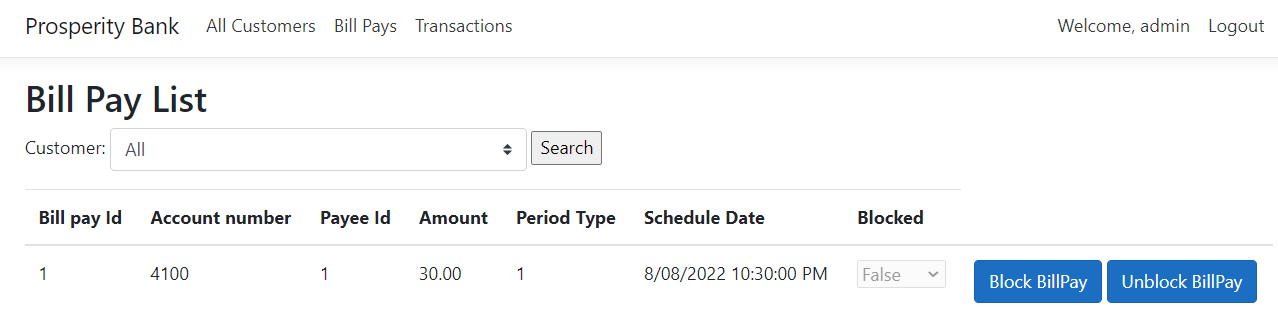 Prosperity Bank All Customers Bill Pays Transactions Welcome, admin Logout
Bill Pay List
Customer: All Search
Bill pay Id Account number Payee Id Amount Period Type Schedule Date Blocked
1 4100 1 30.00 1 8/08/2022 10:30:00 PM False Block BillPay Unblock BillPay